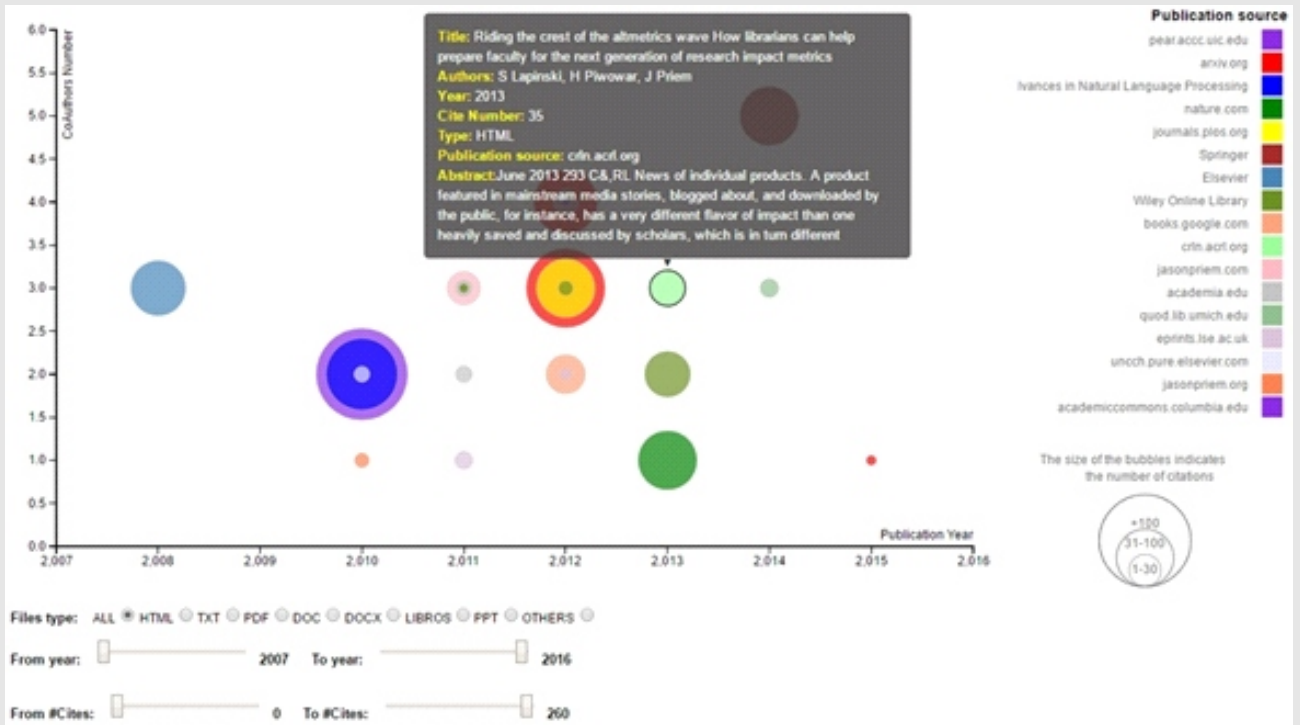 Publication source
pear.accc.uic.edu
arxiv.org
lvances in Natural Language Processing
nature.com
journals.plos.org
Springer
Elsevier
Wiley Online Library
books.google.com
crln.acrl.org
jasonpriem.com
academia.edu
quod.lib.umich.edu
eprints.lse.ac.uk
uncch.pure.elsevier.com
jasonpriem.org
academiccommons.columbia.edu
The size of the bubbles indicates
the number of citations
+100
31-100
1-30
CoAuthors Number
6.0
5.5
5.0
4.5
4.0
3.5
3.0
2.5
2.0
1.5
1.0
0.5
0.0
Title: Riding the crest of the altmetrics wave How librarians can help
prepare faculty for the next generation of research impact metrics
Authors: S Lapinski, H Piwowar, J Priem
Year: 2013
Cite Number: 35
Type: HTML
Publication source: crln.acrl.org
Abstract:June 2013 293 C&,RL News of individual products. A product
featured in mainstream media stories, blogged about, and downloaded by
the public, for instance, has a very different flavor of impact than one
heavily saved and discussed by scholars, which is in turn different
Publication Year
2,007 2,008 2,009 2,010 2,011 2,012 2,013 2,014 2,015 2,016
Files type: ALL HTML TXT PDF DOC DOCX LIBROS PPT OTHERS
From year: 2007 To year: 2016
From #Cites: 0 To #Cites: 260